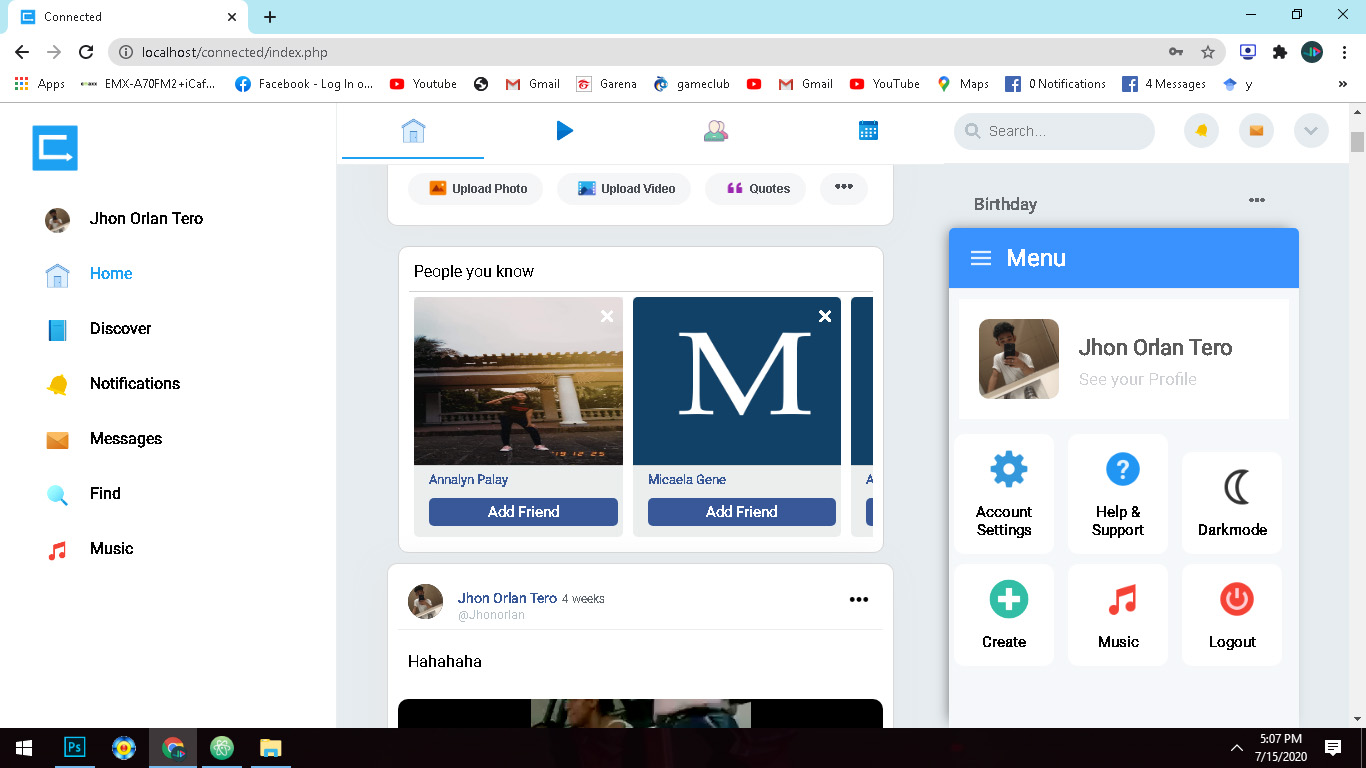 Connected
localhost/connected/index.php
Apps
EMX-A70FM2+iCaf...
Facebook - Log In o...
Youtube
Gmail
Garena
gameclub
Gmail
YouTube
Maps
0 Notifications
4 Messages
y
»
Search...
Jhon Orlan Tero
Home
Discover
Notifications
Messages
Find
Music
Upload Photo
Upload Video
Quotes
People you know
M
'19 12 25
Annalyn Palay
Micaela Gene
A
Add Friend
Add Friend
Jhon Orlan Tero 4 weeks
@Jhonorlan
Hahahaha
Birthday
Menu
Jhon Orlan Tero
See your Profile
Account
Settings
Help &
Support
Darkmode
Create
Music
Logout
Ps
5:07 PM
7/15/2020